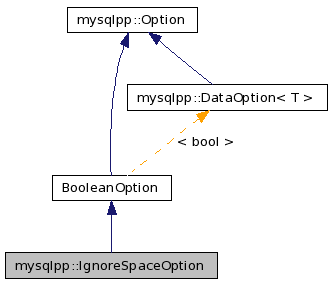 mysqlpp::Option
mysqlpp::DataOption< T >
< bool >
BooleanOption
mysqlpp::IgnoreSpaceOption